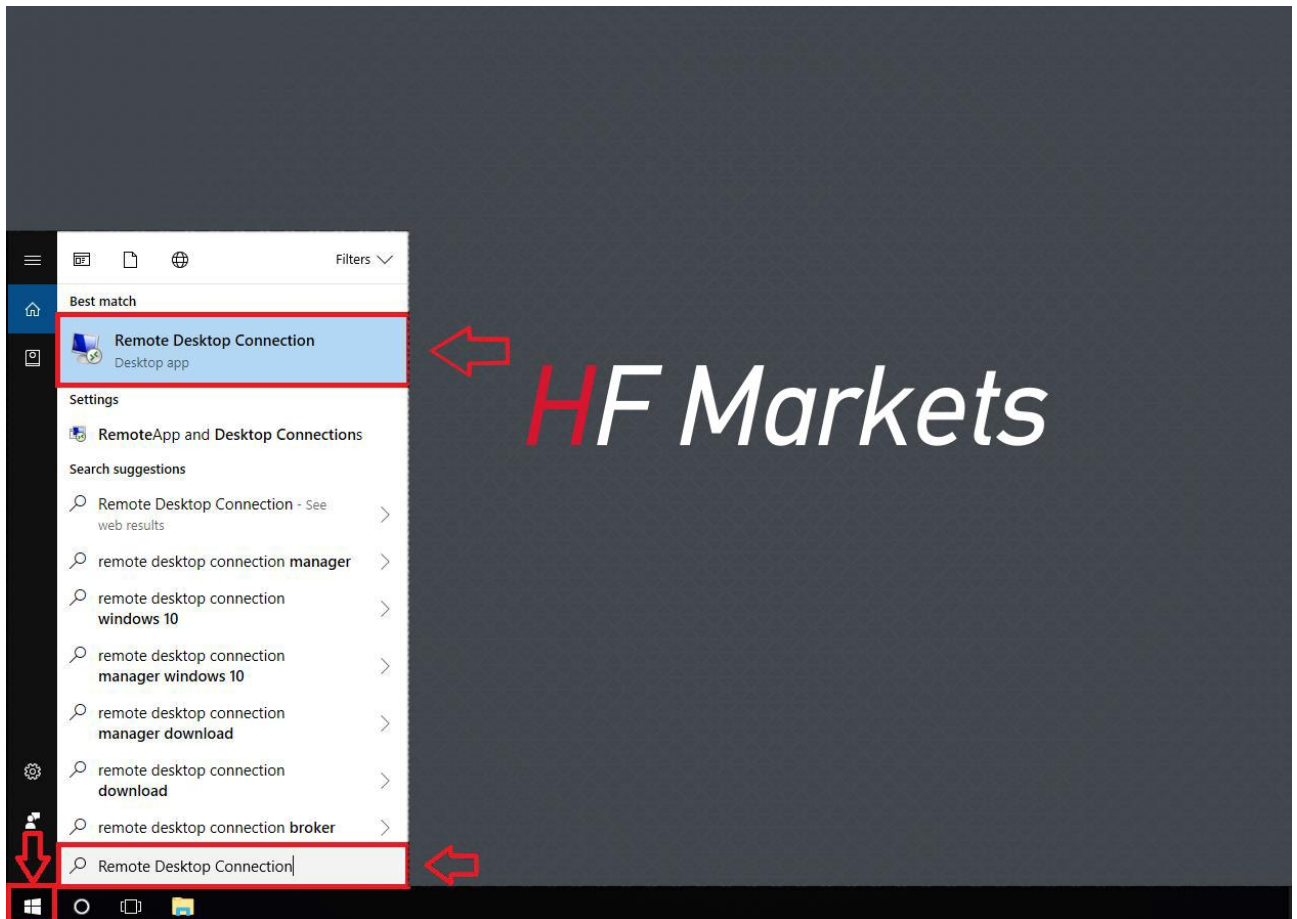 Filters
Best match
Remote Desktop Connection
Desktop app
Settings
RemoteApp and Desktop Connections
Search suggestions
Remote Desktop Connection - See
web results
remote desktop connection manager
remote desktop connection
windows 10
remote desktop connection
manager windows 10
remote desktop connection
manager download
remote desktop connection
download
remote desktop connection broker
Remote Desktop Connection
HF Markets